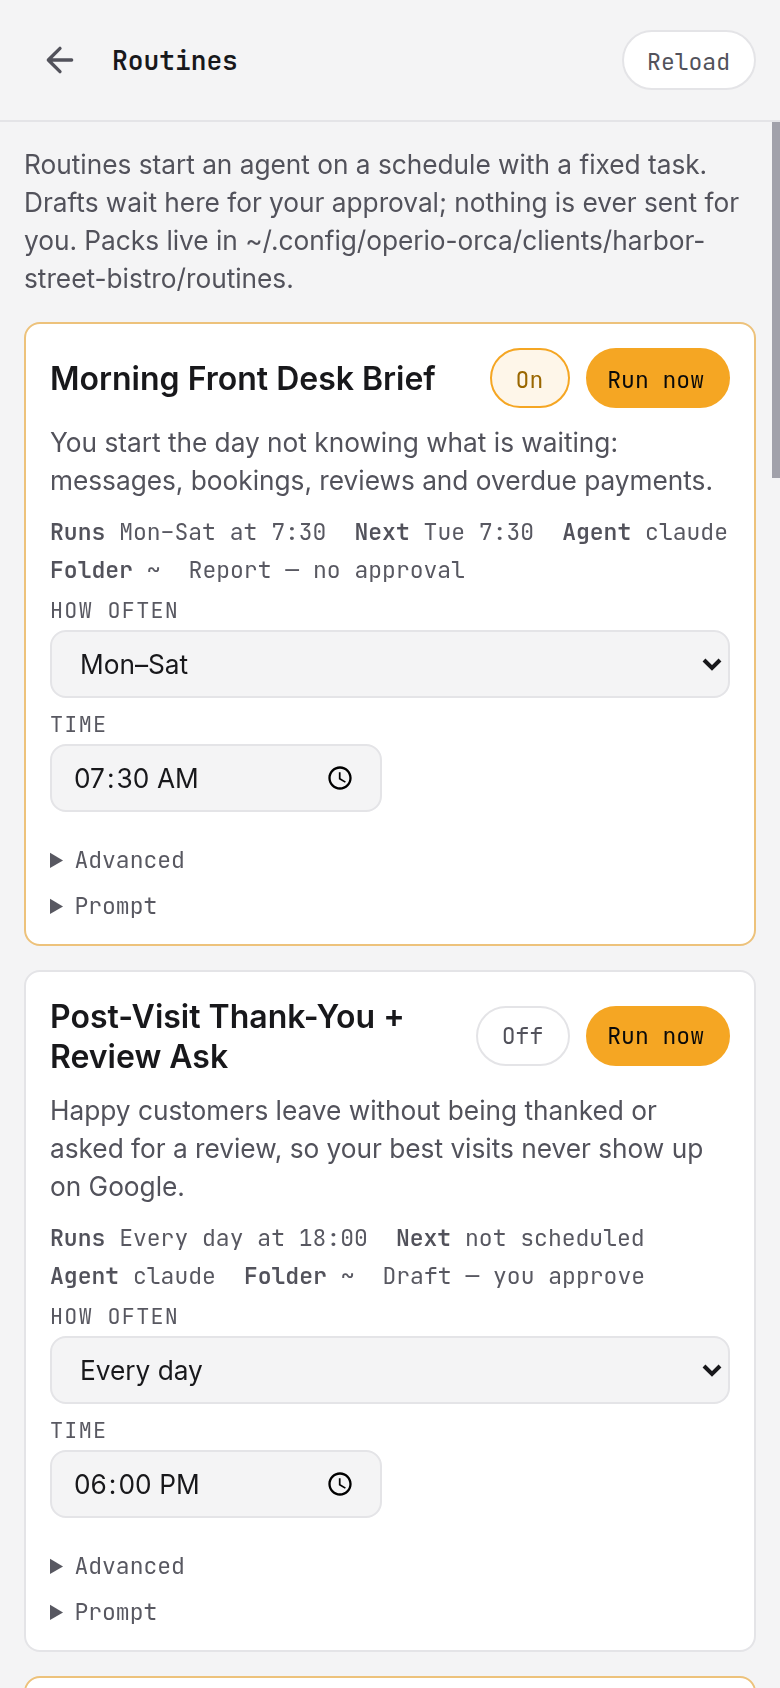 Routines
Reload
Routines start an agent on a schedule with a fixed task.
Drafts wait here for your approval; nothing is ever sent for
you. Packs live in ~/.config/operio-orca/clients/harbor-
street-bistro/routines.
Morning Front Desk Brief
On
Run now
You start the day not knowing what is waiting:
messages, bookings, reviews and overdue payments.
Runs Mon–Sat at 7:30 Next Tue 7:30 Agent claude
Folder ~ Report — no approval
HOW OFTEN
Mon–Sat
TIME
07:30 AM
Advanced
Prompt
Post-Visit Thank-You +
Review Ask
Off
Run now
Happy customers leave without being thanked or
asked for a review, so your best visits never show up
on Google.
Runs Every day at 18:00 Next not scheduled
Agent claude Folder ~ Draft — you approve
HOW OFTEN
Every day
TIME
06:00 PM
Advanced
Prompt